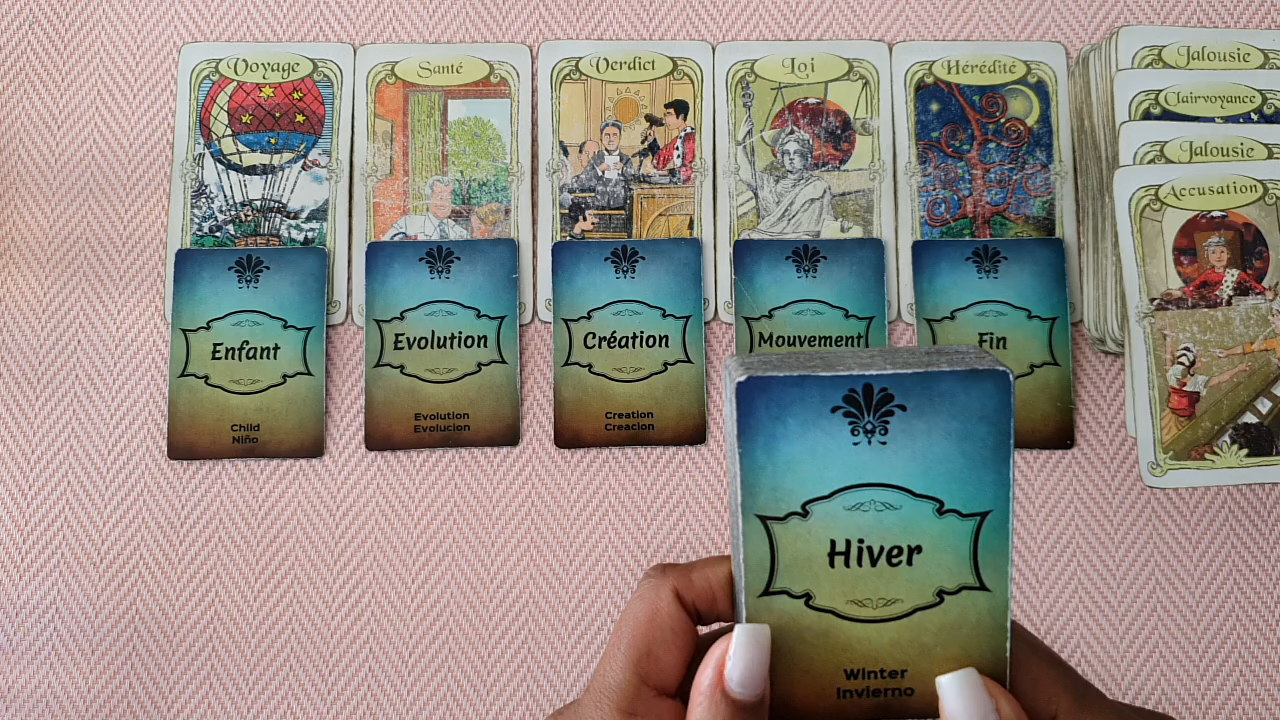 Voyage
Santé
Verdict
Loi
Hérédité
Jalousie
Clairvoyance
Jalousie
Accusation
Enfant
Child
Niño
Evolution
Evolution
Evolucion
Création
Creation
Creacion
Mouvement
Fin
Hiver
Winter
Invierno